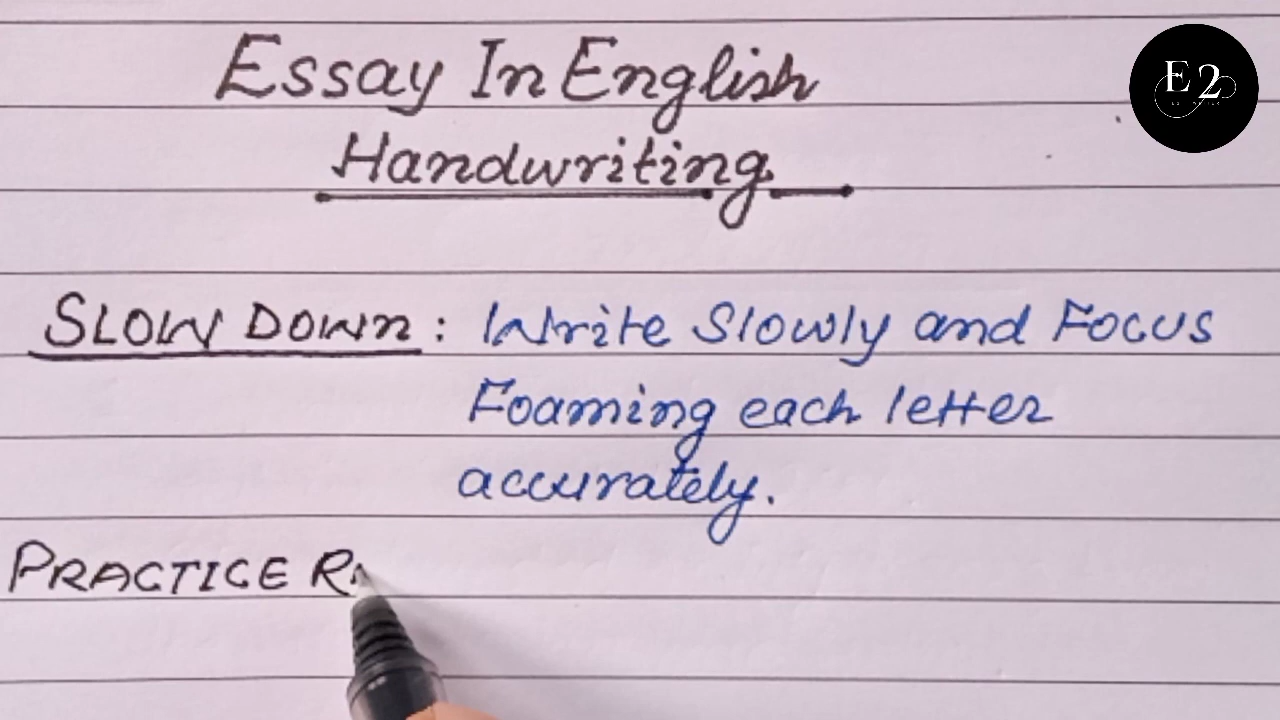 Essay In English
Handwriting
E2
SLOW DOWN: Write Slowly and Focus
Foaming each letter
accurately.
PRACTICE R